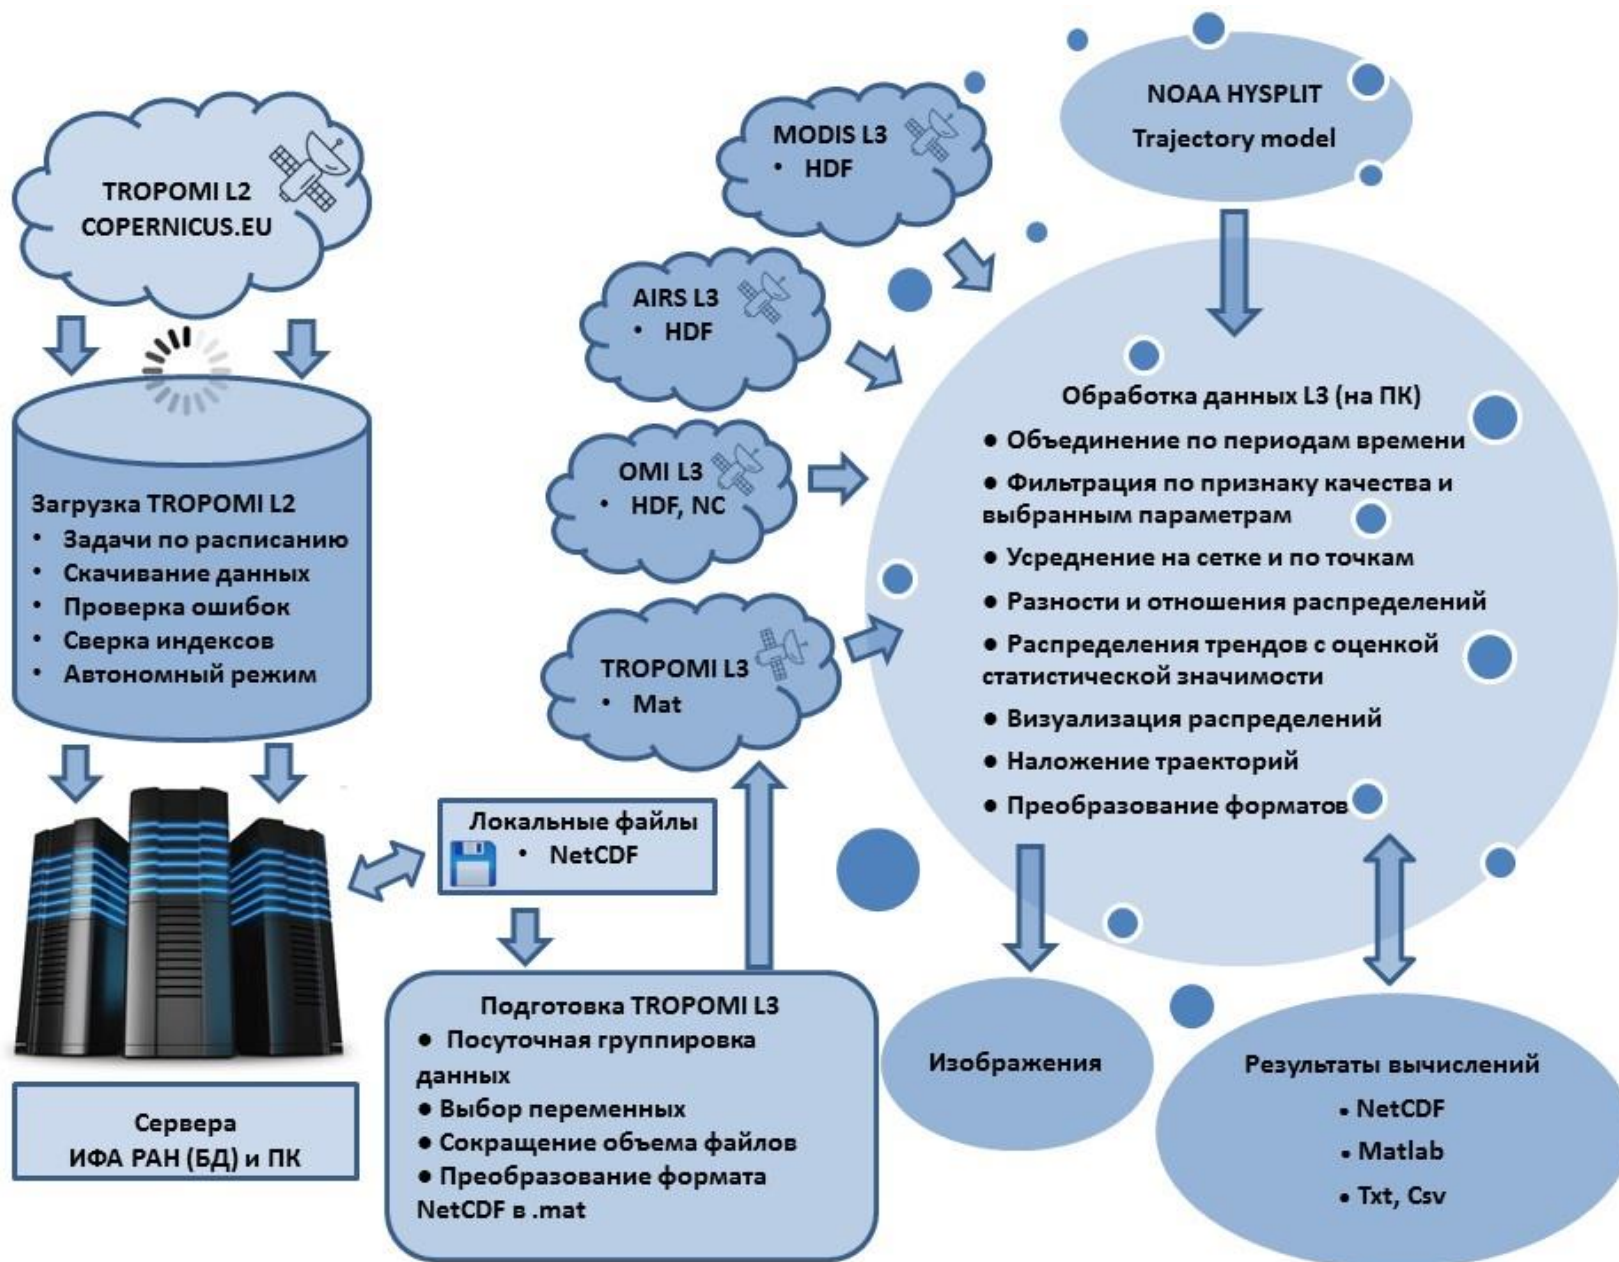 TROPOMI L2
COPERNICUS.EU
Загрузка TROPOMI L2
• Задачи по расписанию
• Скачивание данных
• Проверка ошибок
• Сверка индексов
• Автономный режим
Сервера
ИФА РАН (БД) и ПК
Локальные файлы
• NetCDF
Подготовка TROPOMI L3
● Посуточная группировка
данных
● Выбор переменных
● Сокращение объема файлов
● Преобразование формата
NetCDF в .mat
MODIS L3
• HDF
AIRS L3
• HDF
OMI L3
• HDF, NC
TROPOMI L3
• Mat
NOAA HYSPLIT
Trajectory model
Обработка данных L3 (на ПК)
● Объединение по периодам времени
● Фильтрация по признаку качества и
выбранным параметрам
● Усреднение на сетке и по точкам
● Разности и отношения распределений
● Распределения трендов с оценкой
статистической значимости
● Визуализация распределений
● Наложение траекторий
● Преобразование форматов
Изображения
Результаты вычислений
• NetCDF
• Matlab
• Txt, Csv